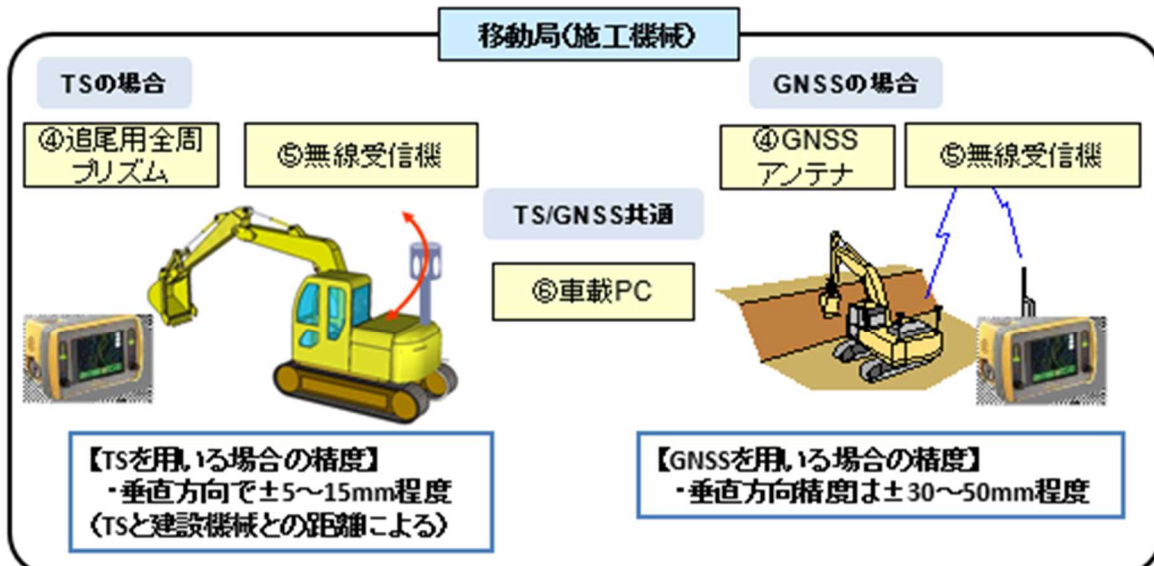 移動局(施工機械)
TSの場合
GNSSの場合
④追尾用全周
プリズム
⑤無線受信機
④GNSS
アンテナ
⑤無線受信機
TS/GNSS共通
⑥車載PC
【TSを用いる場合の精度】
・垂直方向で±5～15mm程度
(TSと建設機械との距離による)
【GNSSを用いる場合の精度】
・垂直方向精度は±30～50mm程度